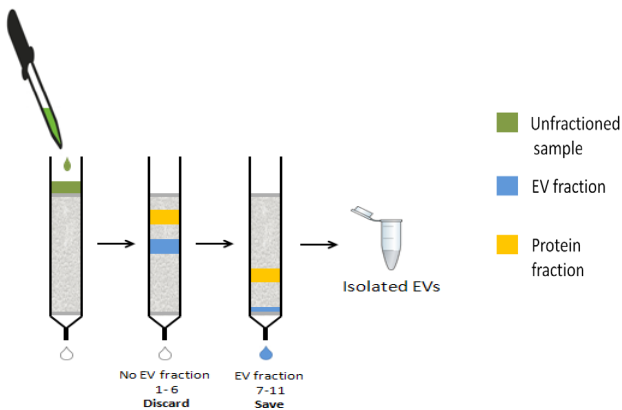 Unfractioned
sample
EV fraction
Protein
fraction
Isolated EVs
No EV fraction
1-6
Discard
EV fraction
7-11
Save